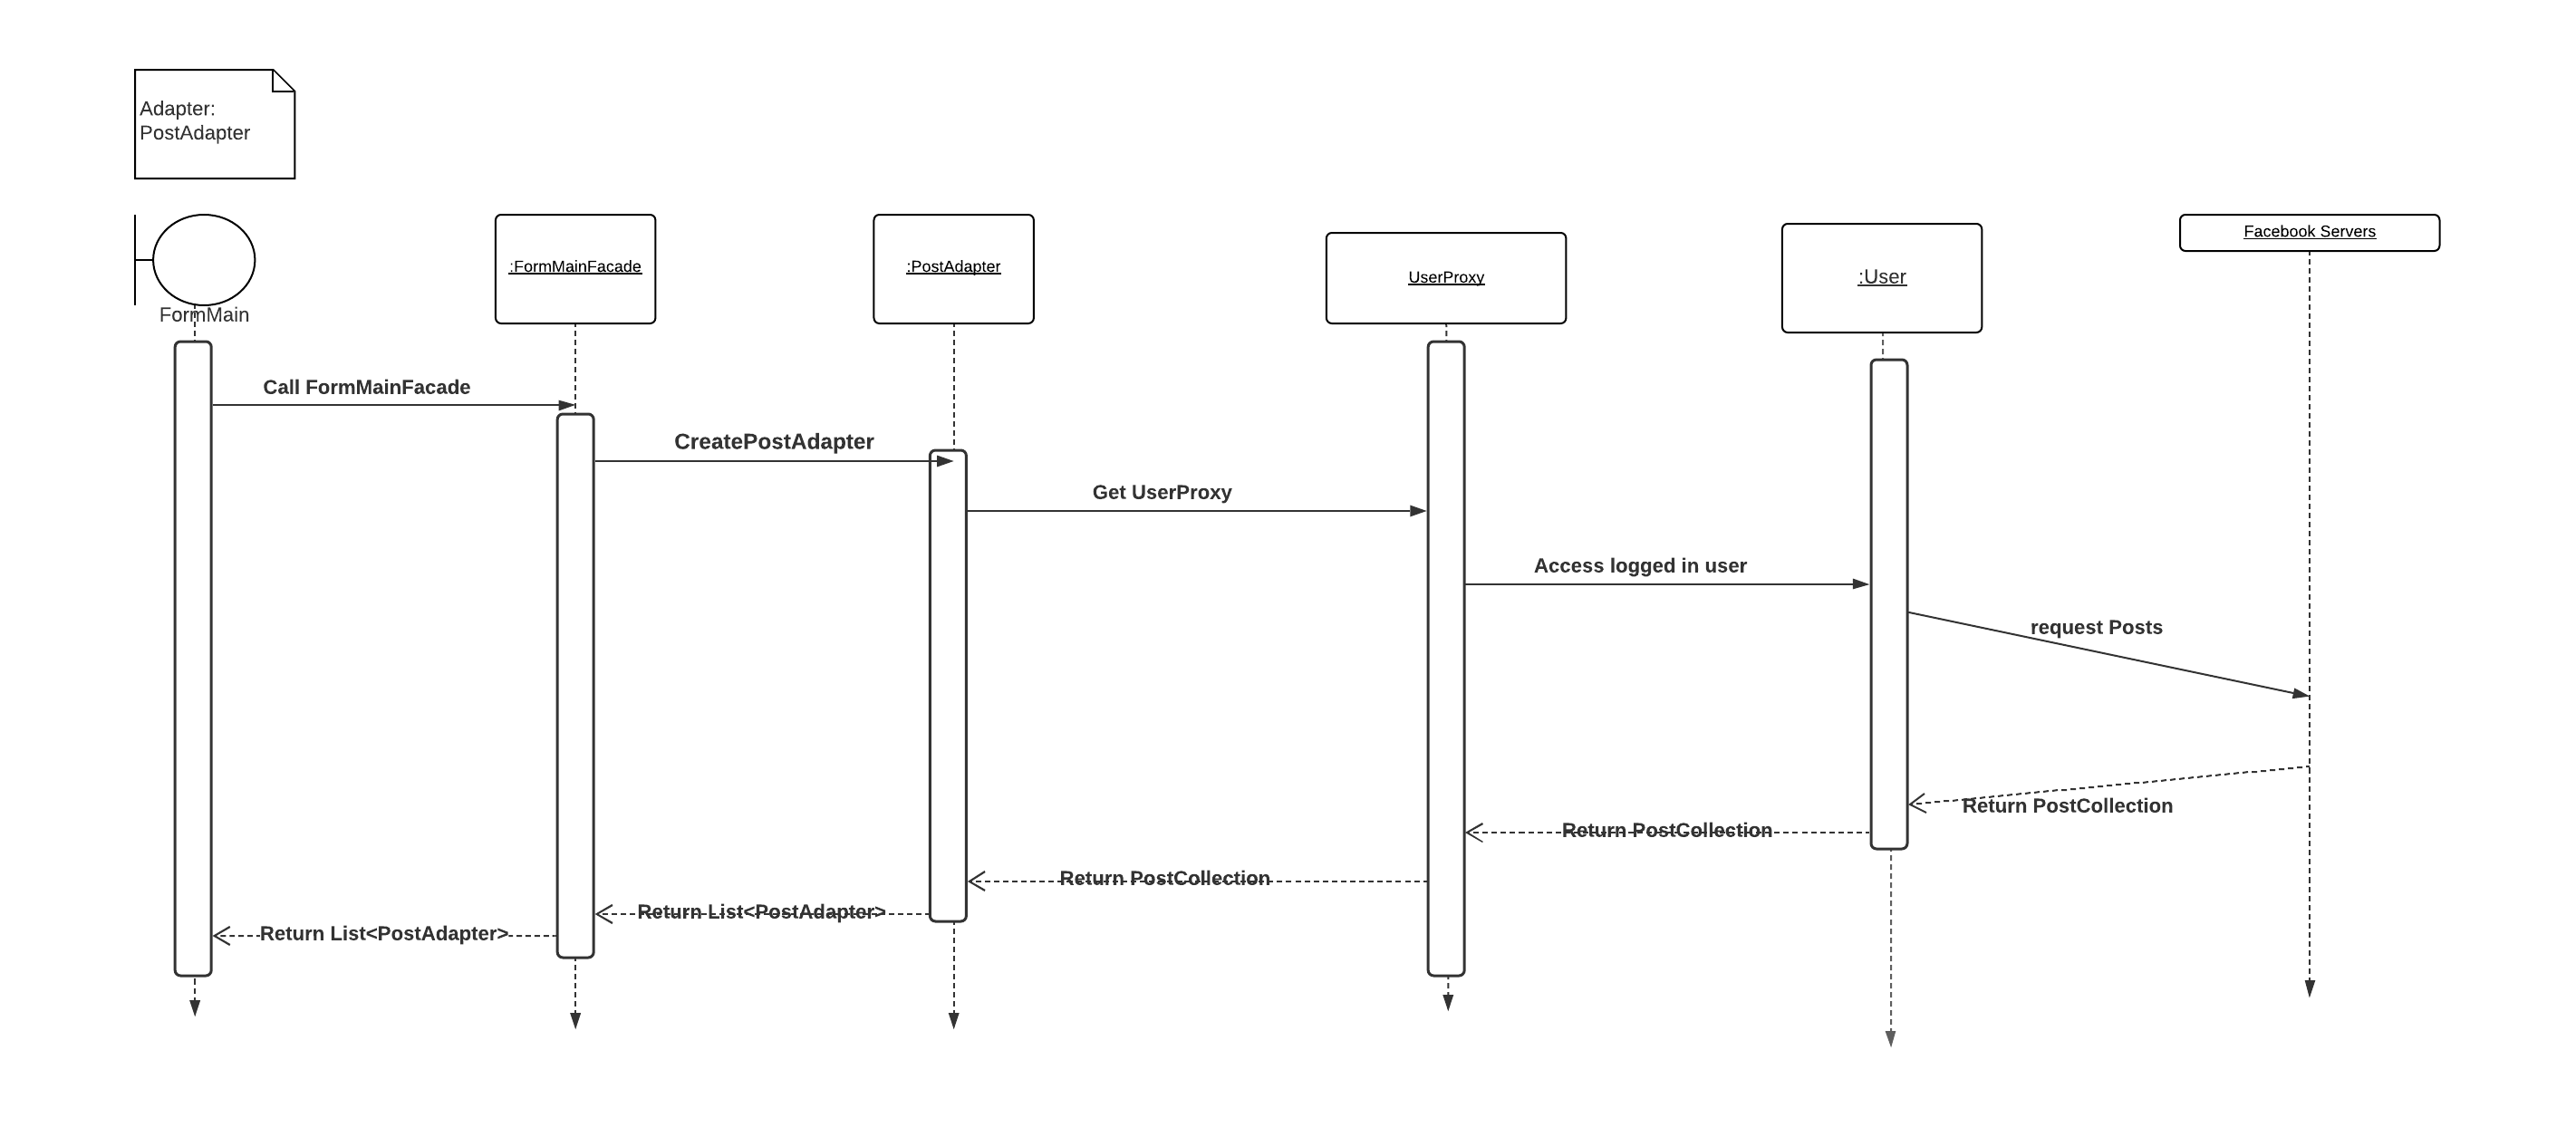 Adapter:
PostAdapter
FormMain
:FormMainFacade
:PostAdapter
UserProxy
:User
Facebook Servers
Call FormMainFacade
CreatePostAdapter
Get UserProxy
Access logged in user
request Posts
Return PostCollection
Return PostCollection
Return PostCollection
Return List<PostAdapter>
Return List<PostAdapter>